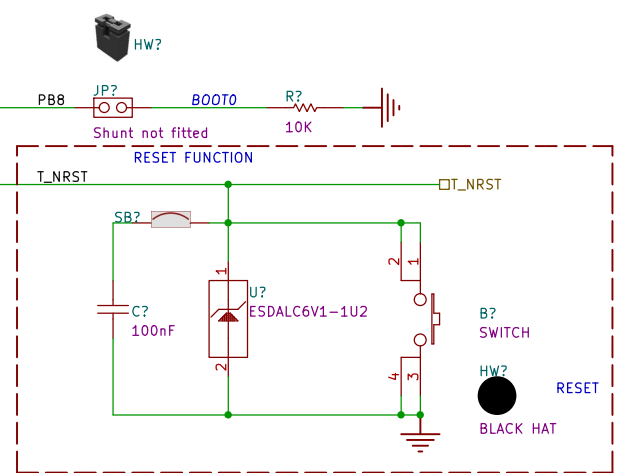 HW?
JP?
PB8
BOOT0
R?
10K
Shunt not fitted
RESET FUNCTION
T_NRST
T_NRST
SB?
2
1
1
U?
ESDALC6V1-1U2
C?
100nF
B?
SWITCH
2
4
3
HW?
RESET
BLACK HAT